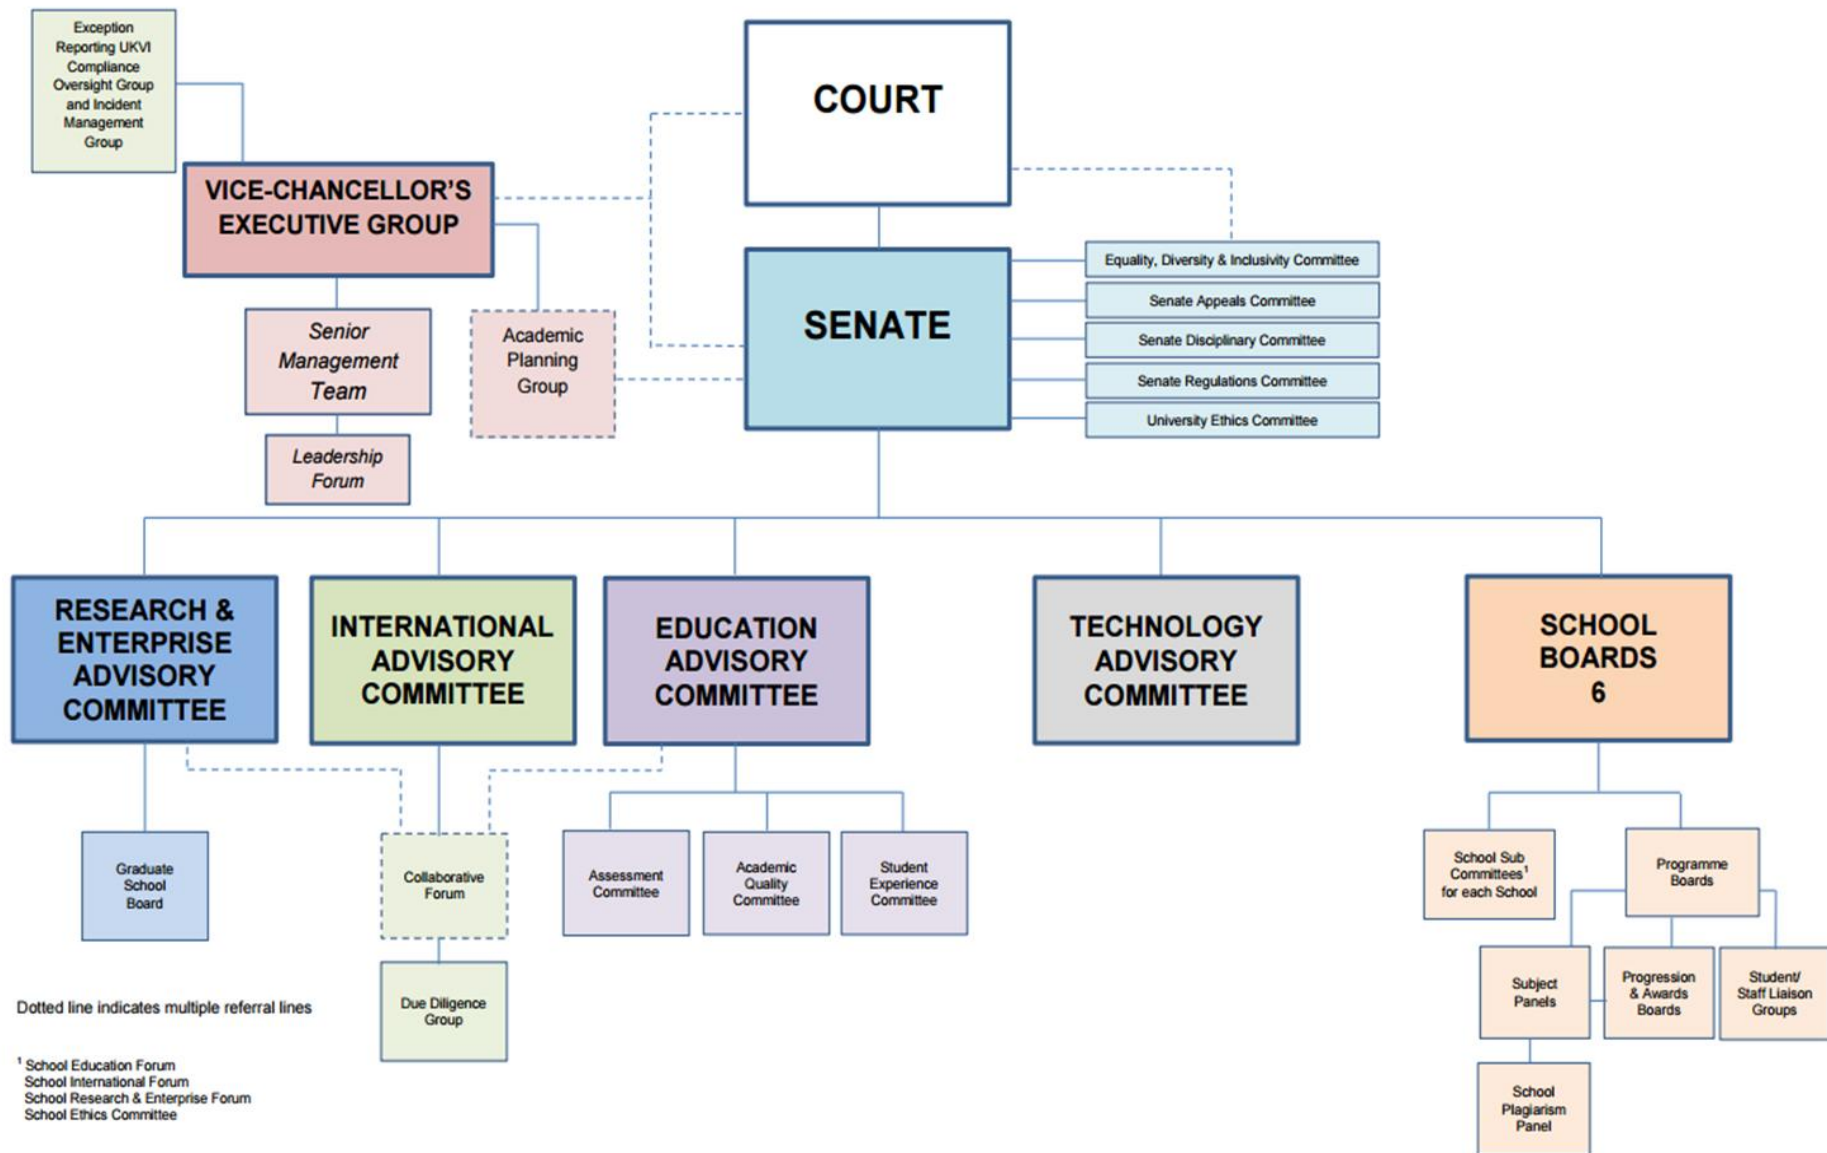 Exception
Reporting UKVI
Compliance
Oversight Group
and Incident
Management
Group
COURT
VICE-CHANCELLOR'S
EXECUTIVE GROUP
SENATE
Equality, Diversity & Inclusivity Committee
Senate Appeals Committee
Senate Disciplinary Committee
Senate Regulations Committee
University Ethics Committee
Senior
Management
Team
Academic
Planning
Group
Leadership
Forum
RESEARCH &
ENTERPRISE
ADVISORY
COMMITTEE
INTERNATIONAL
ADVISORY
COMMITTEE
EDUCATION
ADVISORY
COMMITTEE
TECHNOLOGY
ADVISORY
COMMITTEE
SCHOOL
BOARDS
6
Graduate
School
Board
Collaborative
Forum
Assessment
Committee
Academic
Quality
Committee
Student
Experience
Committee
School Sub
Committees¹
for each School
Programme
Boards
Due Diligence
Group
Subject
Panels
Progression
& Awards
Boards
Student/
Staff Liaison
Groups
School
Plagiarism
Panel
Dotted line indicates multiple referral lines
¹ School Education Forum
School International Forum
School Research & Enterprise Forum
School Ethics Committee